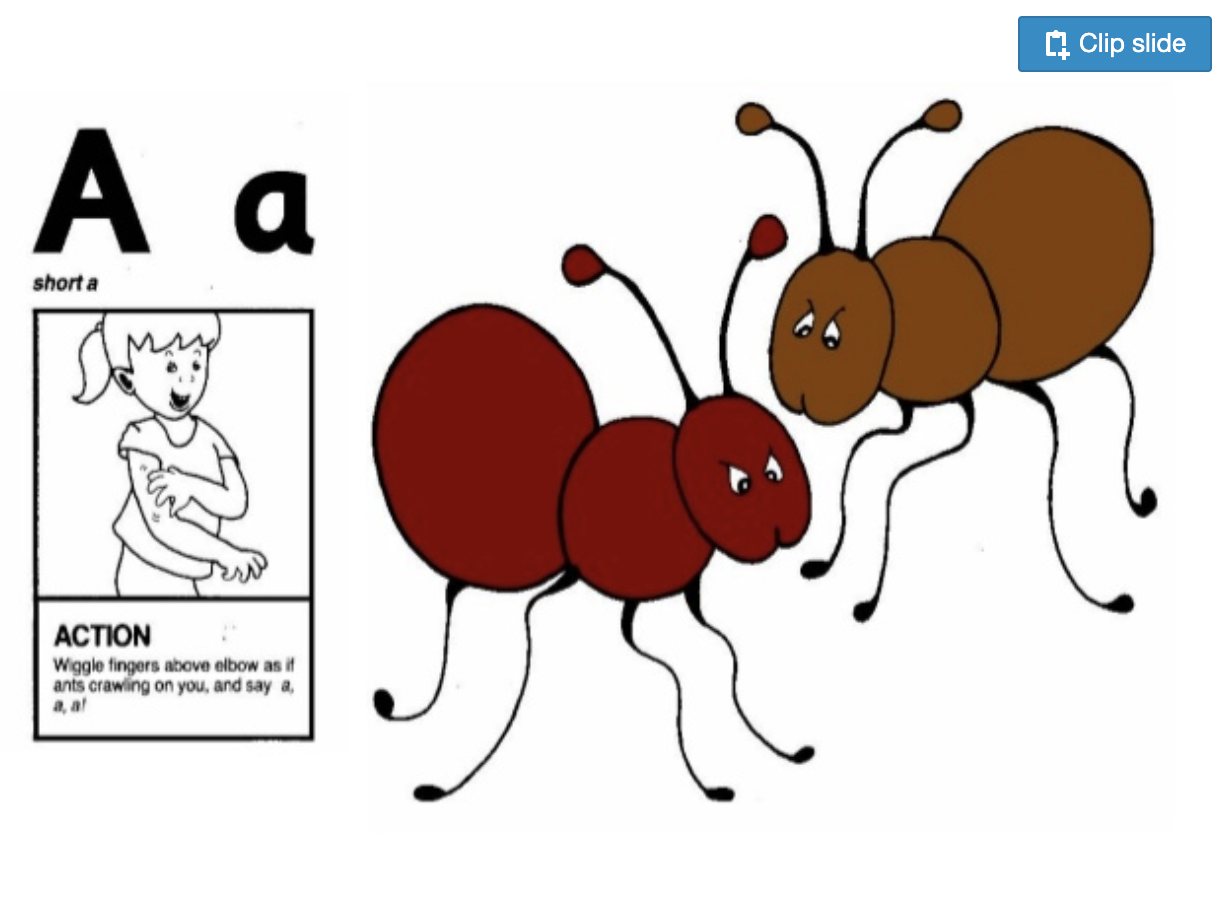 Clip slide
A a
short a
ACTION
Wiggle fingers above elbow as if
ants crawling on you, and say a,
a, a!